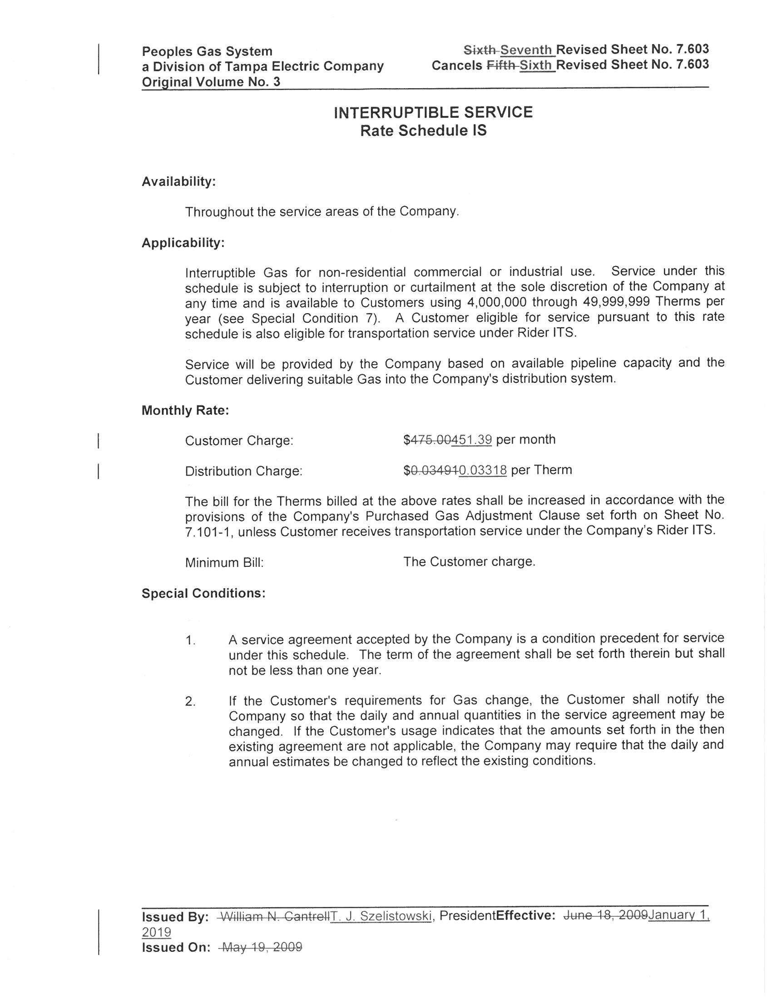 Peoples Gas System
a Division of Tampa Electric Company
Original Volume No. 3
Sixth Seventh Revised Sheet No. 7.603
Cancels Fifth Sixth Revised Sheet No. 7.603
INTERRUPTIBLE SERVICE
Rate Schedule IS
Availability:
Throughout the service areas of the Company.
Applicability:
Interruptible Gas for non-residential commercial or industrial use. Service under this
schedule is subject to interruption or curtailment at the sole discretion of the Company at
any time and is available to Customers using 4,000,000 through 49,999,999 Therms per
year (see Special Condition 7). A Customer eligible for service pursuant to this rate
schedule is also eligible for transportation service under Rider ITS.
Service will be provided by the Company based on available pipeline capacity and the
Customer delivering suitable Gas into the Company's distribution system.
Monthly Rate:
Customer Charge: $475.00451.39 per month
Distribution Charge: $0.034910.03318 per Therm
The bill for the Therms billed at the above rates shall be increased in accordance with the
provisions of the Company's Purchased Gas Adjustment Clause set forth on Sheet No.
7.101-1, unless Customer receives transportation service under the Company's Rider ITS.
Minimum Bill: The Customer charge.
Special Conditions:
1. A service agreement accepted by the Company is a condition precedent for service
under this schedule. The term of the agreement shall be set forth therein but shall
not be less than one year.
2. If the Customer's requirements for Gas change, the Customer shall notify the
Company so that the daily and annual quantities in the service agreement may be
changed. If the Customer's usage indicates that the amounts set forth in the then
existing agreement are not applicable, the Company may require that the daily and
annual estimates be changed to reflect the existing conditions.
Issued By: William N. CantrellT. J. Szelistowski, PresidentEffective: June 18, 2009January 1,
2019
Issued On: May 19, 2009